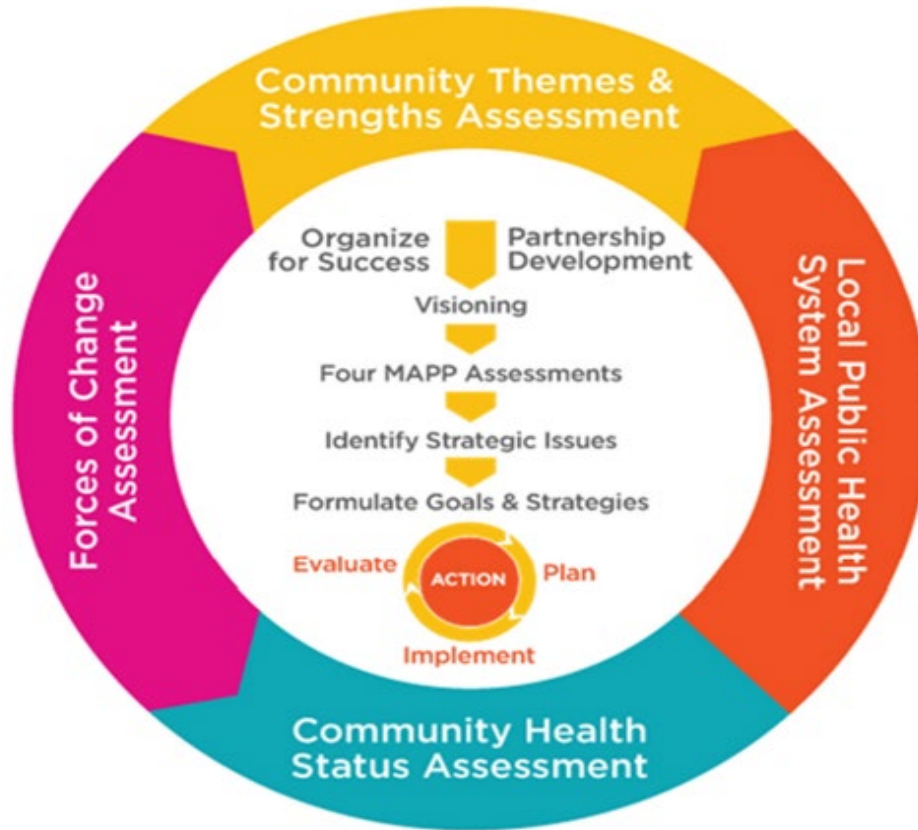 Community Themes &
Strengths Assessment
Organize
for Success
Partnership
Development
Visioning
Four MAPP Assessments
Identify Strategic Issues
Formulate Goals & Strategies
Evaluate
ACTION
Plan
Implement
Forces of Change
Assessment
Local Public Health
System Assessment
Community Health
Status Assessment